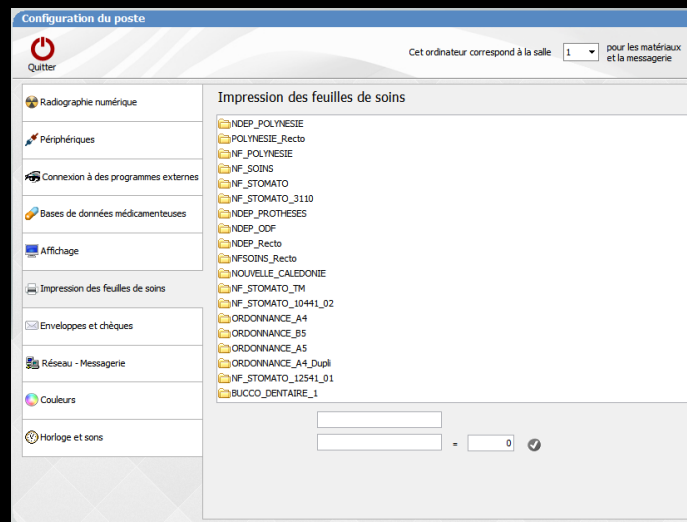 Configuration du poste
Quitter
Cet ordinateur correspond à la salle 1 pour les matériaux
et la messagerie
Radiographie numérique
Périphériques
Connexion à des programmes externes
Bases de données médicamenteuses
Affichage
Impression des feuilles de soins
Enveloppes et chèques
Réseau - Messagerie
Couleurs
Horloge et sons
Impression des feuilles de soins
NDEP_POLYNESIE
POLYNESIE_Recto
NF_POLYNESIE
NF_SOINS
NF_STOMATO
NF_STOMATO_3110
NDEP_PROTHESES
NDEP_ODF
NDEP_Recto
NFSOINS_Recto
NOUVELLE_CALEDONIE
NF_STOMATO_TM
NF_STOMATO_10441_02
ORDONNANCE_A4
ORDONNANCE_B5
ORDONNANCE_A5
ORDONNANCE_A4_Dupli
NF_STOMATO_12541_01
BUCCO_DENTAIRE_1
= 0